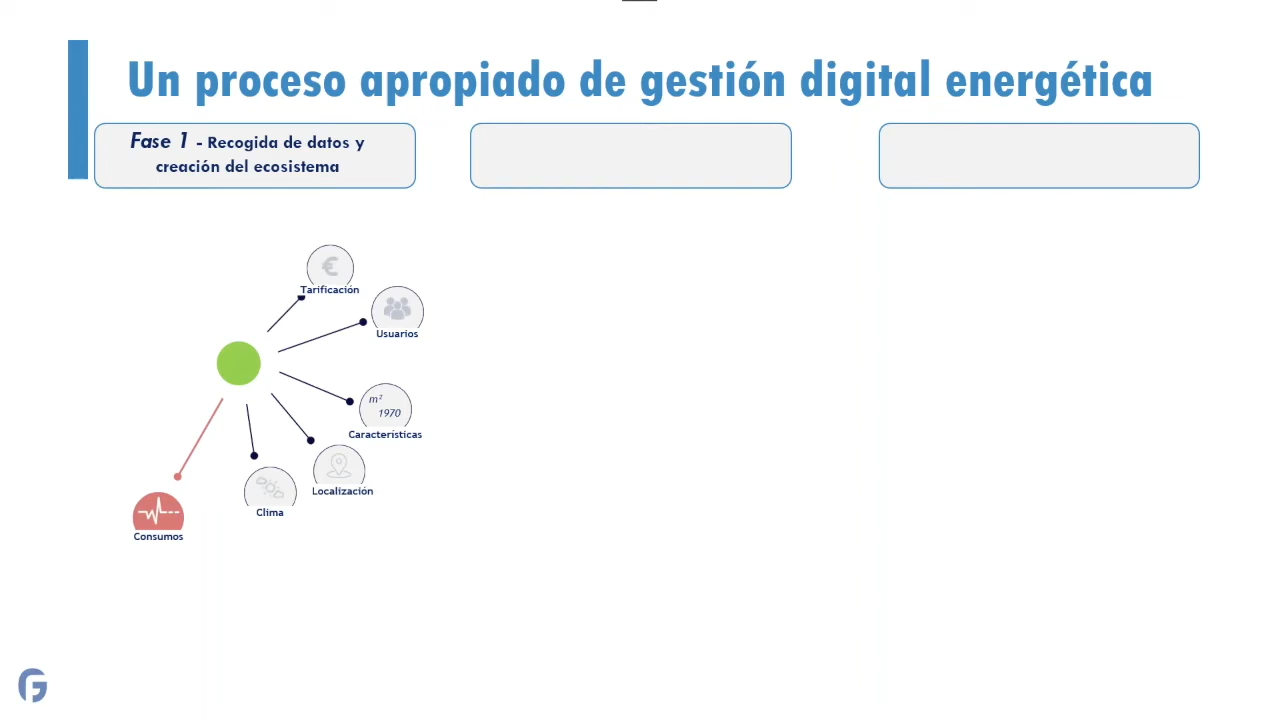 Un proceso apropiado de gestión digital energética
Fase 1 - Recogida de datos y
creación del ecosistema
€
Tarificación
Usuarios
m²
1970
Características
Localización
Clima
Consumos